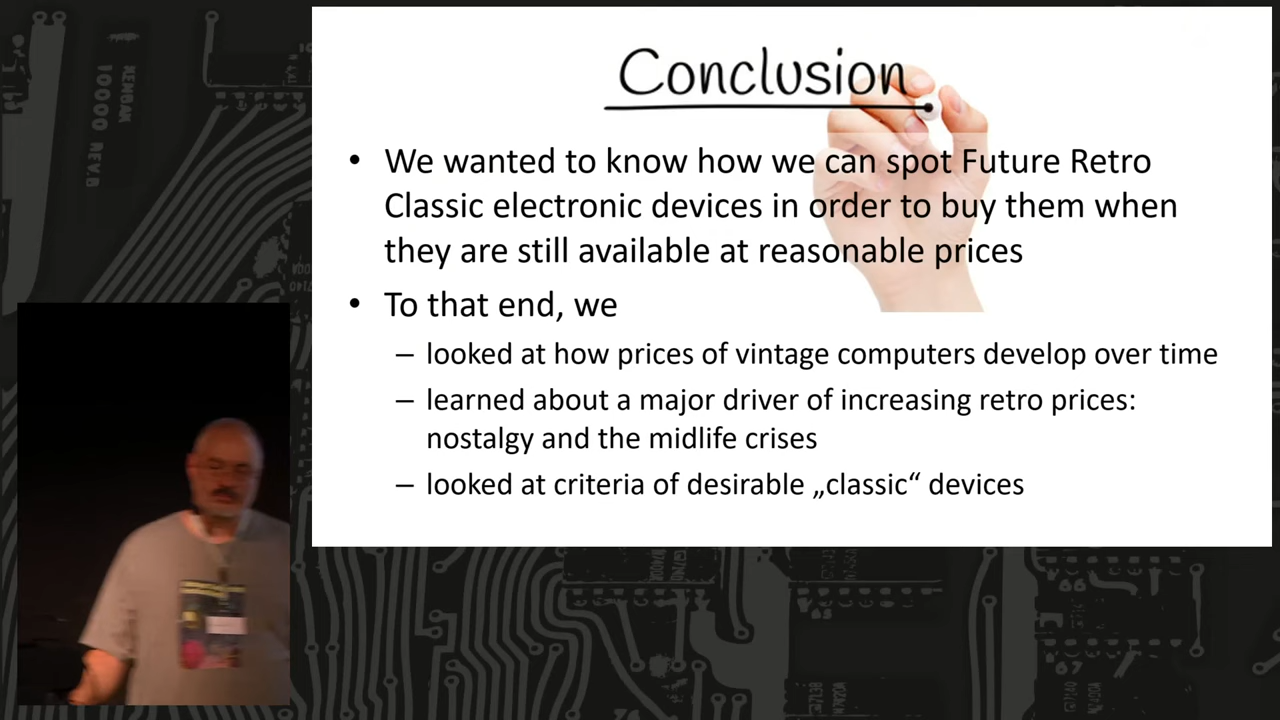 Conclusion
• We wanted to know how we can spot Future Retro
Classic electronic devices in order to buy them when
they are still available at reasonable prices
• To that end, we
– looked at how prices of vintage computers develop over time
– learned about a major driver of increasing retro prices:
nostalgy and the midlife crises
– looked at criteria of desirable „classic“ devices
10000 REV.B